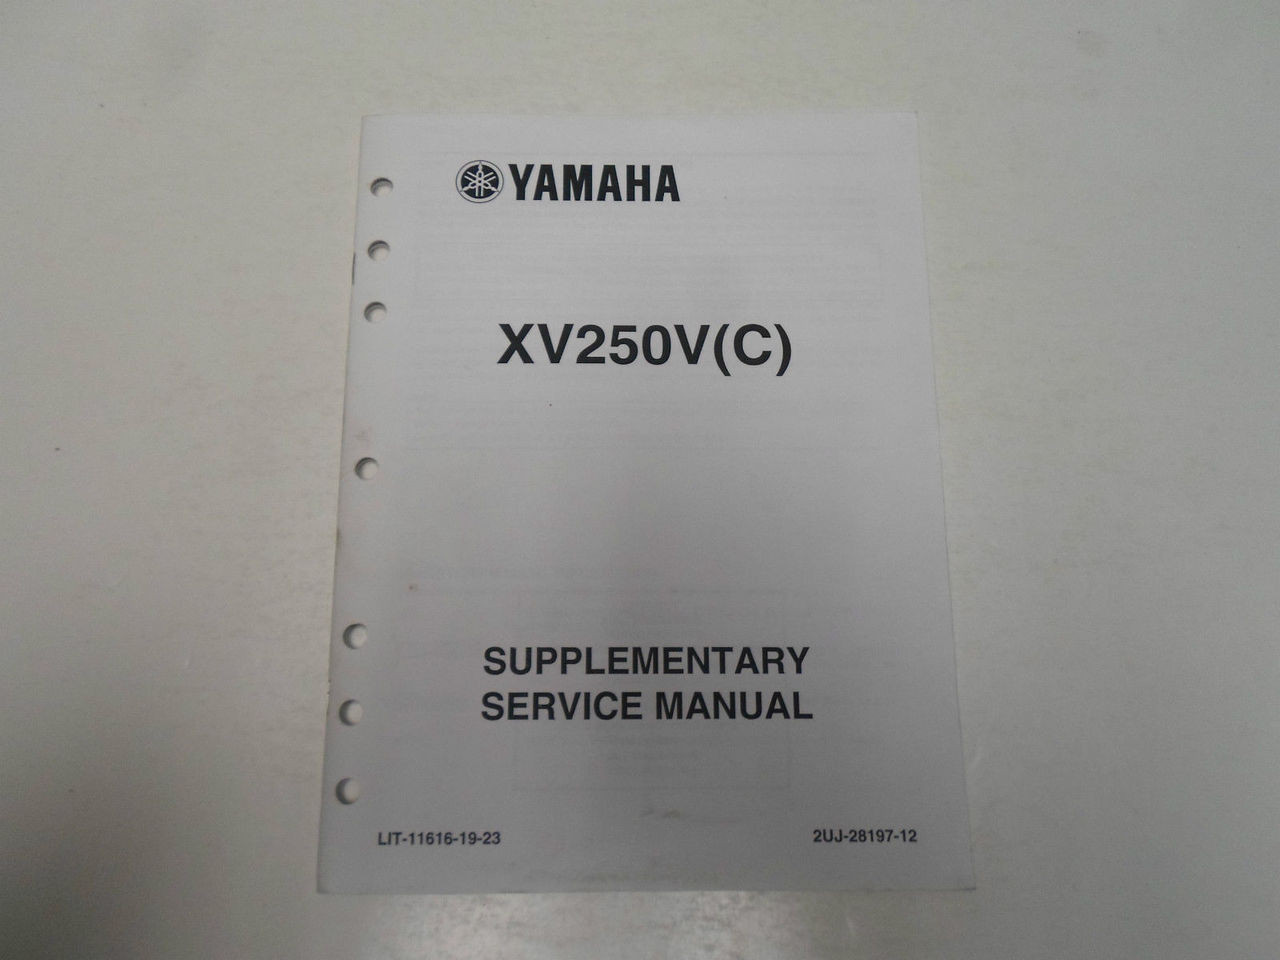 YAMAHA
XV250V(C)
SUPPLEMENTARY
SERVICE MANUAL
LIT-11616-19-23
2UJ-28197-12